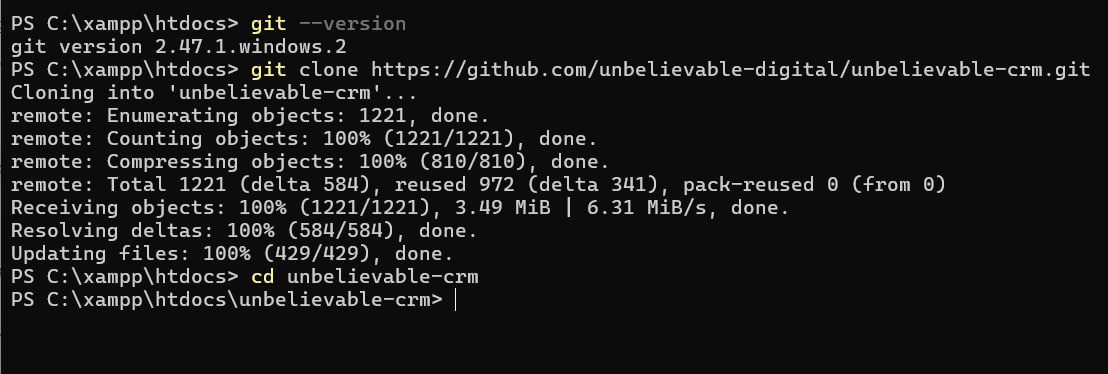 PS C:\xampp\htdocs> git --version
git version 2.47.1.windows.2
PS C:\xampp\htdocs> git clone https://github.com/unbelievable-digital/unbelievable-crm.git
Cloning into 'unbelievable-crm'...
remote: Enumerating objects: 1221, done.
remote: Counting objects: 100% (1221/1221), done.
remote: Compressing objects: 100% (810/810), done.
remote: Total 1221 (delta 584), reused 972 (delta 341), pack-reused 0 (from 0)
Receiving objects: 100% (1221/1221), 3.49 MiB | 6.31 MiB/s, done.
Resolving deltas: 100% (584/584), done.
Updating files: 100% (429/429), done.
PS C:\xampp\htdocs> cd unbelievable-crm
PS C:\xampp\htdocs\unbelievable-crm>